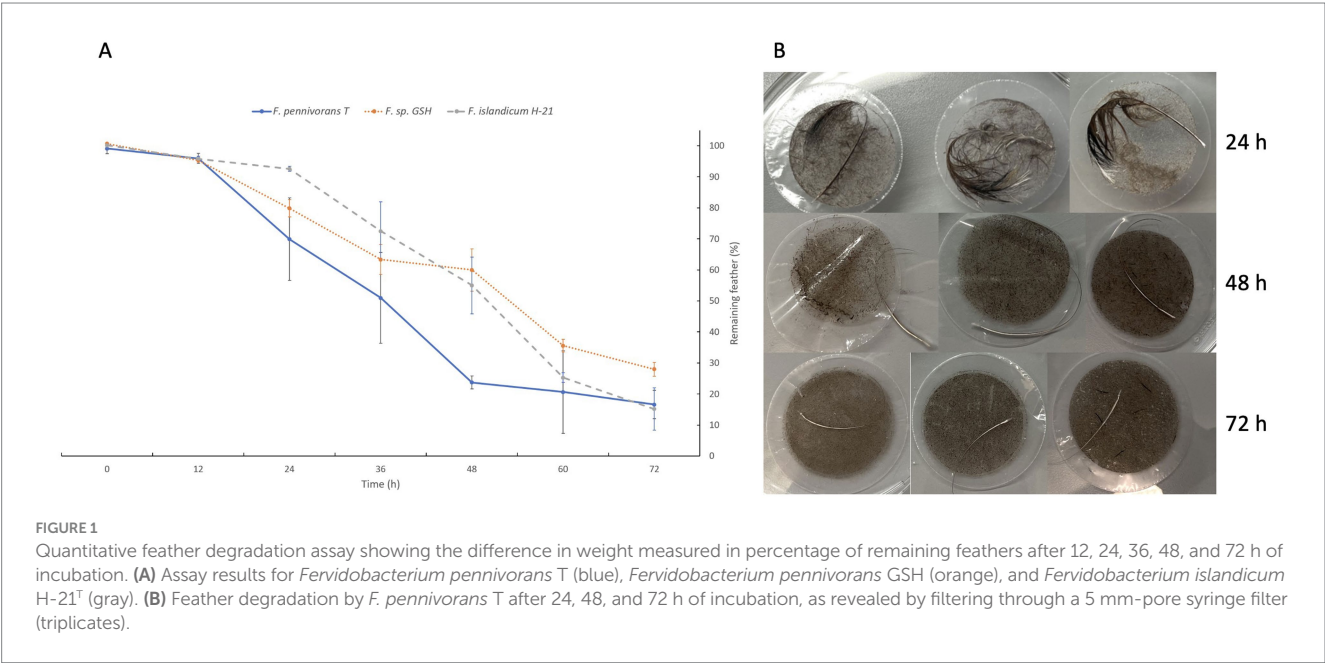 A
B
F. pennivorans T
F. sp. GSH
F. islandicum H-21
100
90
80
70
60
50
40
30
20
10
0
Remaining feather (%)
0 12 24 36 48 60 72
Time (h)
24 h
48 h
72 h
FIGURE 1
Quantitative feather degradation assay showing the difference in weight measured in percentage of remaining feathers after 12, 24, 36, 48, and 72 h of
incubation. (A) Assay results for Fervidobacterium pennivorans T (blue), Fervidobacterium pennivorans GSH (orange), and Fervidobacterium islandicum
H-21ᵀ (gray). (B) Feather degradation by F. pennivorans T after 24, 48, and 72 h of incubation, as revealed by filtering through a 5 mm-pore syringe filter
(triplicates).